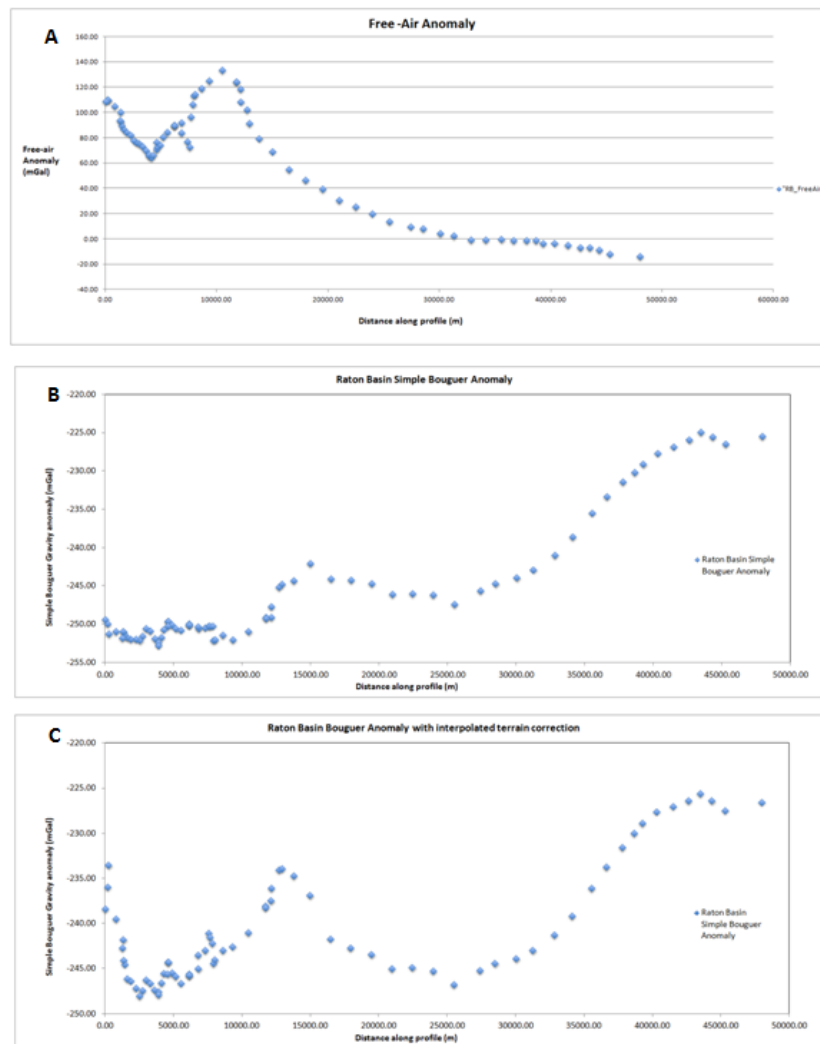 A
Free -Air Anomaly
160.00
140.00
120.00
100.00
80.00
60.00
40.00
20.00
0.00
-20.00
-40.00
Free-air
Anomaly
(mGal)
0.00 10000.00 20000.00 30000.00 40000.00 50000.00 60000.00
Distance along profile (m)
B
Raton Basin Simple Bouguer Anomaly
-220.00
-225.00
-230.00
-235.00
-240.00
-245.00
-250.00
-255.00
Simple Bouguer Gravity anomaly (mGal)
0.00 5000.00 10000.00 15000.00 20000.00 25000.00 30000.00 35000.00 40000.00 45000.00 50000.00
Distance along profile (m)
Raton Basin Simple
Bouguer Anomaly
C
Raton Basin Bouguer Anomaly with interpolated terrain correction
-220.00
-225.00
-230.00
-235.00
-240.00
-245.00
-250.00
Simple Bouguer Gravity anomaly (mGal)
0.00 5000.00 10000.00 15000.00 20000.00 25000.00 30000.00 35000.00 40000.00 45000.00 50000.00
Distance along profile (m)
Raton Basin
Simple Bouguer
Anomaly